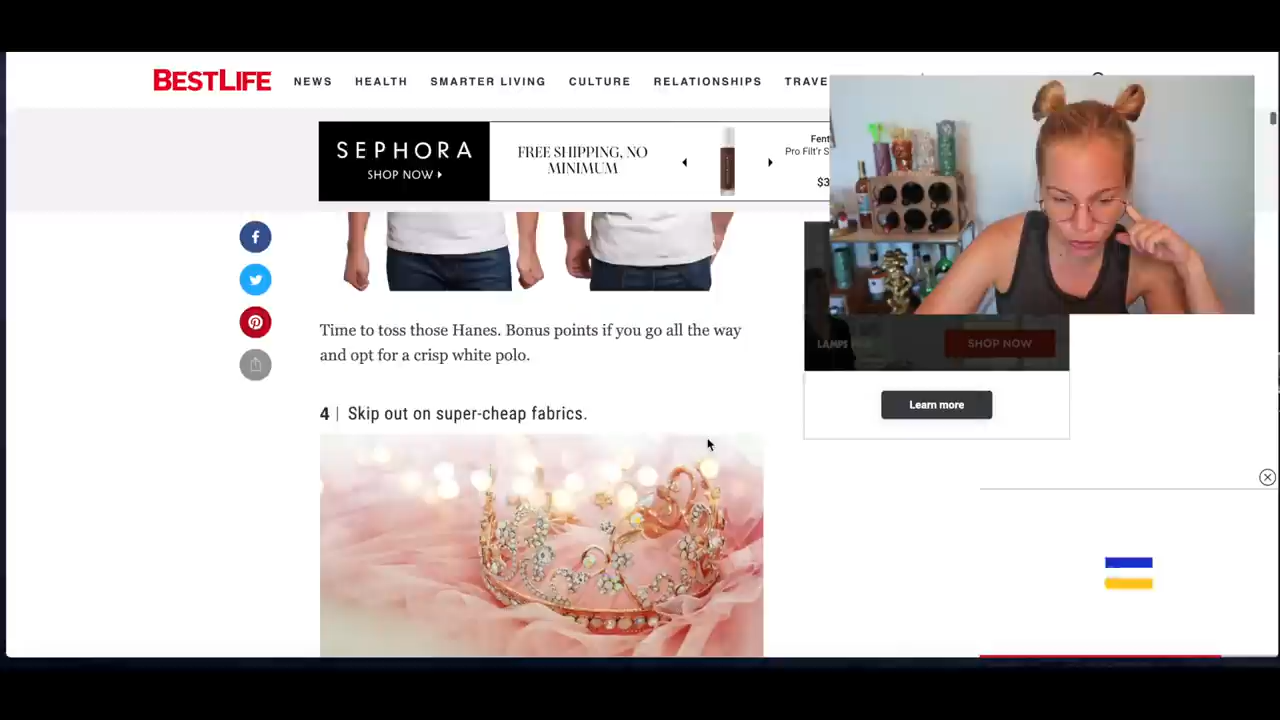 BESTLIFE NEWS HEALTH SMARTER LIVING CULTURE RELATIONSHIPS
SEPHORA
SHOP NOW
FREE SHIPPING, NO
MINIMUM
Time to toss those Hanes. Bonus points if you go all the way
and opt for a crisp white polo.
4 | Skip out on super-cheap fabrics.
LAMPS
SHOP NOW
Learn more